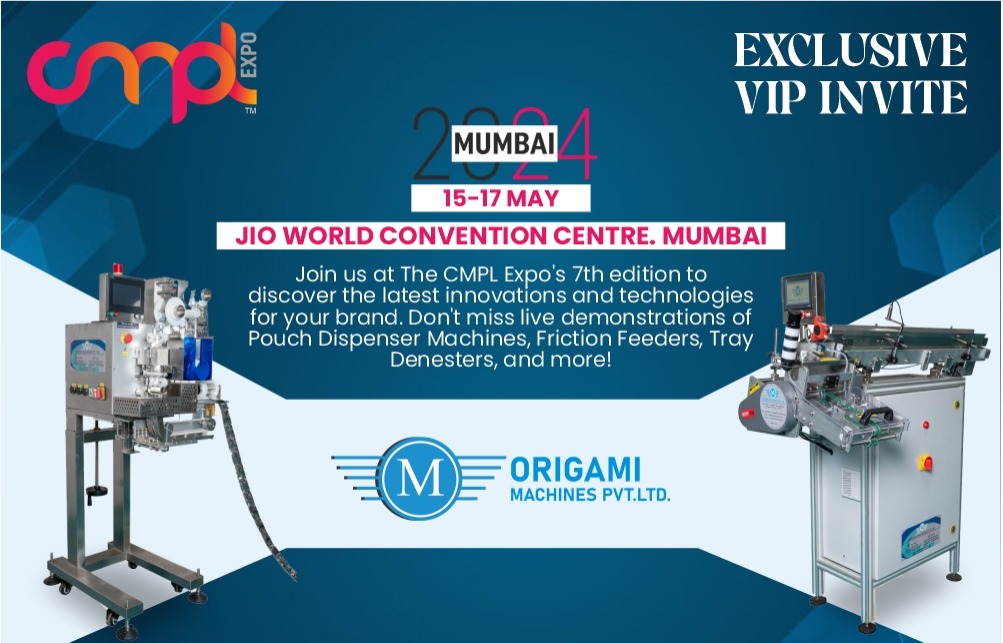 cmpl EXPO
TM
EXCLUSIVE
VIP INVITE
2024
MUMBAI
15-17 MAY
JIO WORLD CONVENTION CENTRE. MUMBAI
Join us at The CMPL Expo's 7th edition to
discover the latest innovations and technologies
for your brand. Don't miss live demonstrations of
Pouch Dispenser Machines, Friction Feeders, Tray
Denesters, and more!
M
ORIGAMI
MACHINES PVT.LTD.